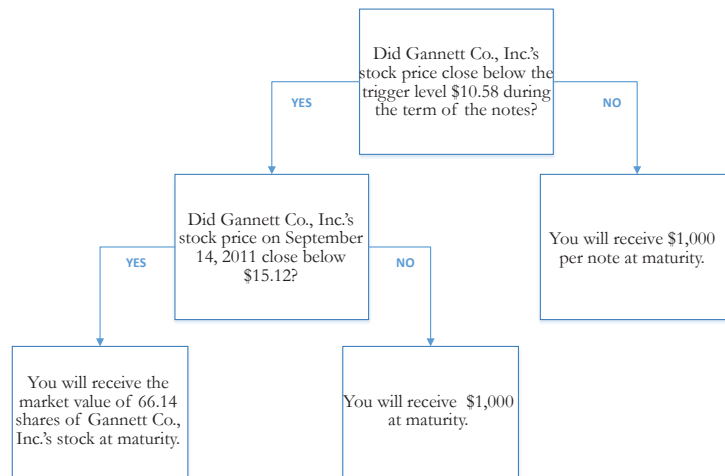 Did Gannett Co., Inc.'s
stock price close below the
trigger level $10.58 during
the term of the notes?
YES
NO
Did Gannett Co., Inc.'s
stock price on September
14, 2011 close below
$15.12?
You will receive $1,000
per note at maturity.
YES
NO
You will receive the
market value of 66.14
shares of Gannett Co.,
Inc.'s stock at maturity.
You will receive $1,000
at maturity.